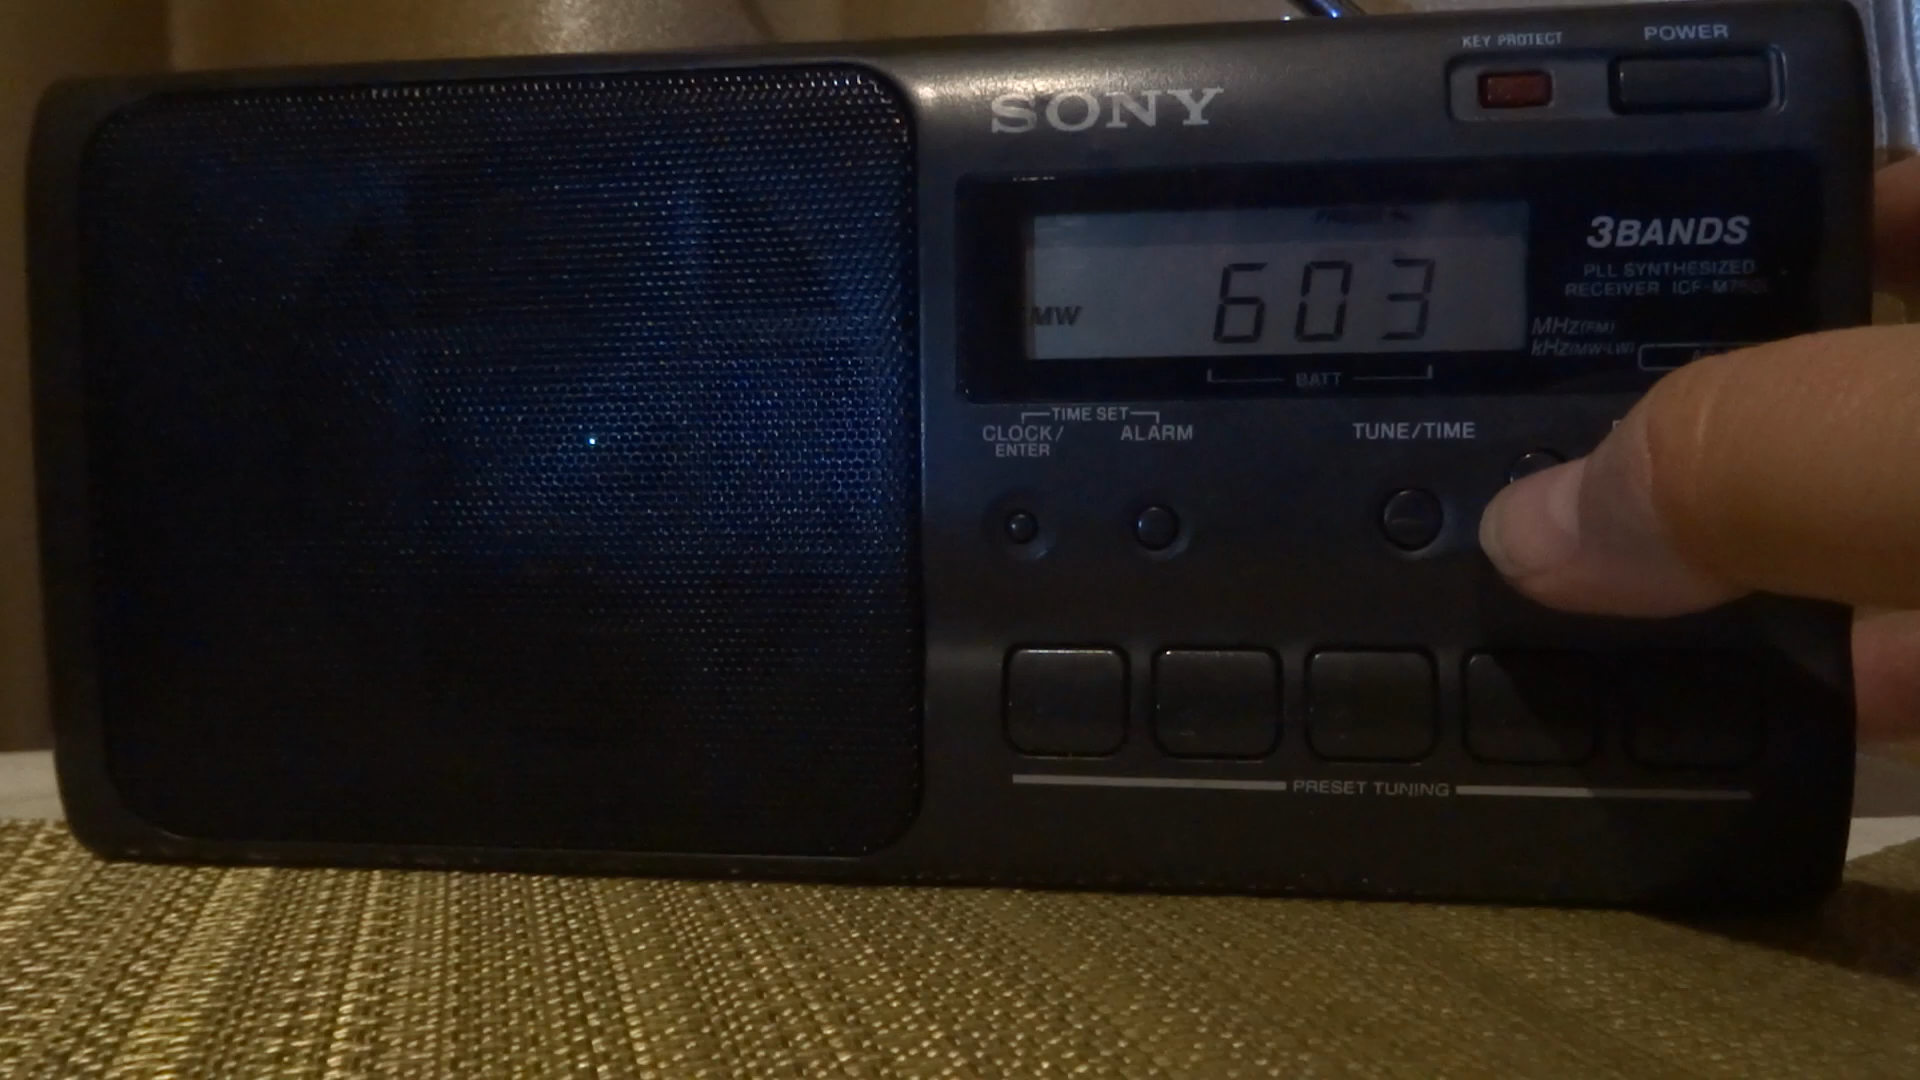 KEY PROTECT
POWER
SONY
3BANDS
PLL SYNTHESIZED
RECEIVER
603
MW
MHz(FM)
kHz(MW·LW)
BATT
TIME SET
CLOCK/
ENTER
ALARM
TUNE/TIME
PRESET TUNING